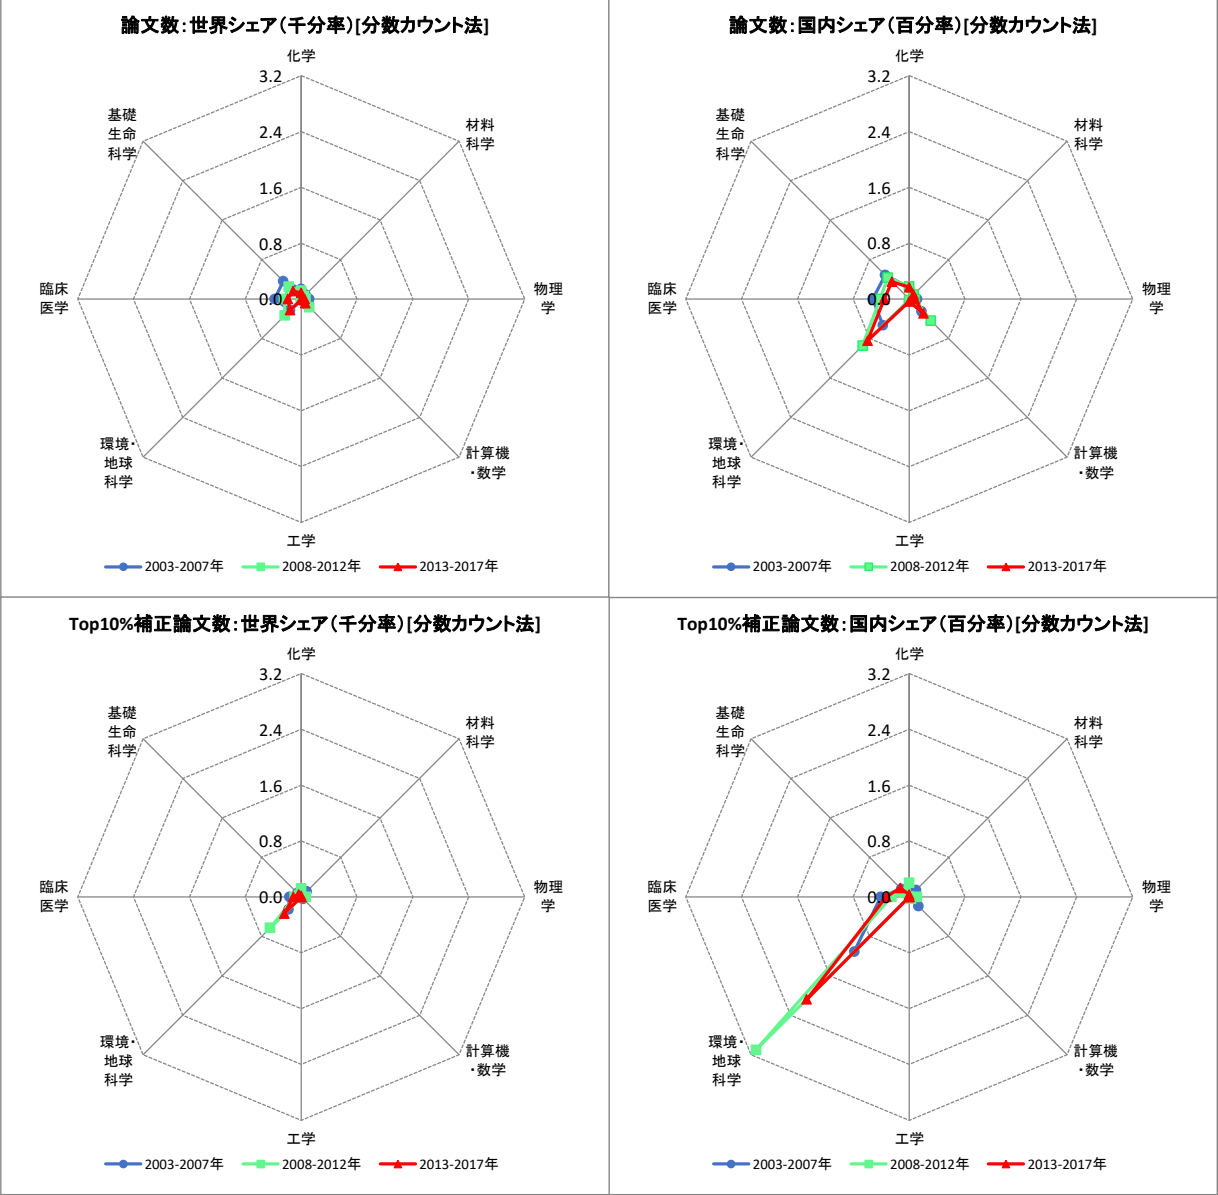 論文数：世界シェア（千分率）[分数カウント法]
化学
3.2
基礎
生命
科学
材料
科学
2.4
1.6
0.8
臨床
医学
0.0
物理
学
環境・
地球
科学
計算機
・数学
工学
2003-2007年
2008-2012年
2013-2017年
論文数：国内シェア（百分率）[分数カウント法]
化学
3.2
基礎
生命
科学
材料
科学
2.4
1.6
0.8
臨床
医学
0.0
物理
学
環境・
地球
科学
計算機
・数学
工学
2003-2007年
2008-2012年
2013-2017年
Top10%補正論文数：世界シェア（千分率）[分数カウント法]
化学
3.2
基礎
生命
科学
材料
科学
2.4
1.6
0.8
臨床
医学
0.0
物理
学
環境・
地球
科学
計算機
・数学
工学
2003-2007年
2008-2012年
2013-2017年
Top10%補正論文数：国内シェア（百分率）[分数カウント法]
化学
3.2
基礎
生命
科学
材料
科学
2.4
1.6
0.8
臨床
医学
0.0
物理
学
環境・
地球
科学
計算機
・数学
工学
2003-2007年
2008-2012年
2013-2017年